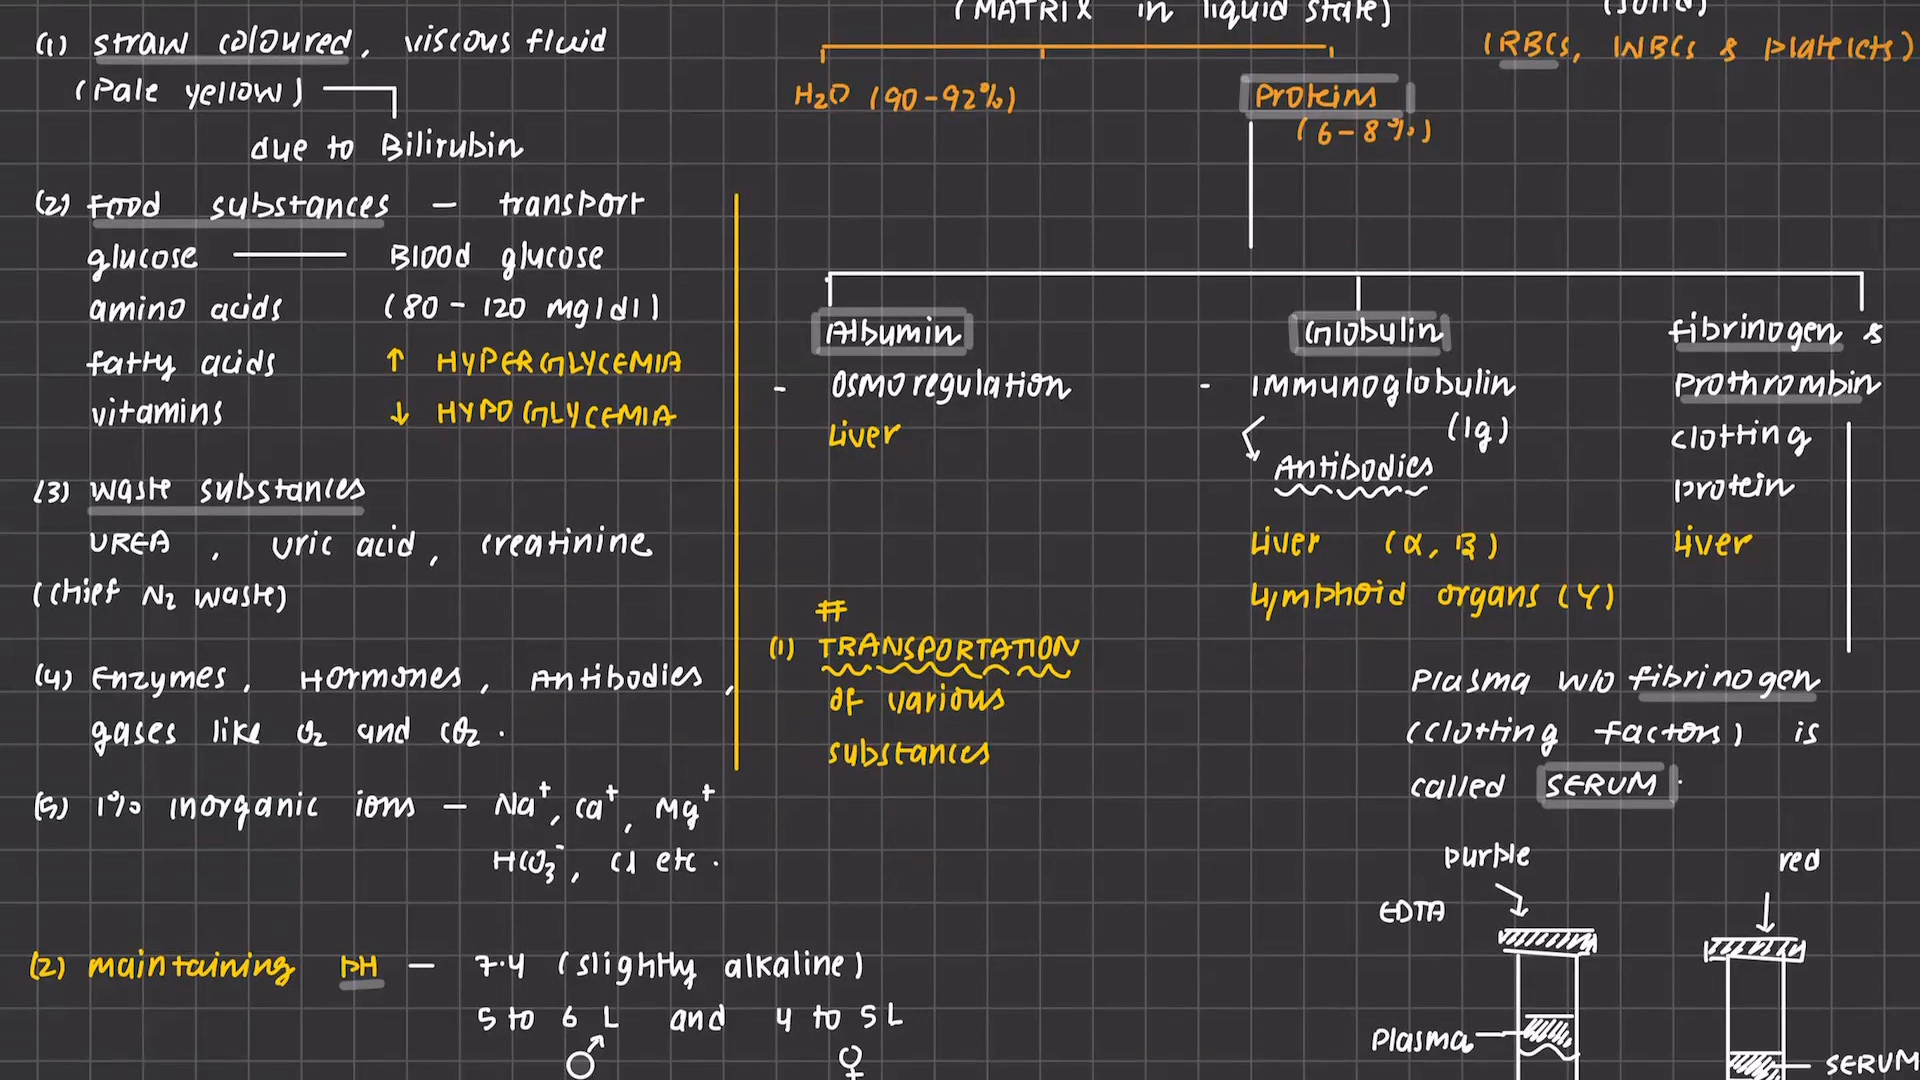 (MATRIX in liquid state)
(solid)
(RBCs, WBCs & platelets)
H₂O (90-92%)
Proteins
(6-8%)
(1) straw coloured, viscous fluid
(Pale yellow)
due to Bilirubin
(2) Food substances - transport
glucose — Blood glucose
amino acids (80 - 120 mg/dl)
fatty acids ↑ HYPERGLYCEMIA
vitamins ↓ HYPOGLYCEMIA
(3) waste substances
UREA, uric acid, creatinine
(chief N₂ waste)
(4) Enzymes, Hormones, Antibodies,
gases like O₂ and CO₂.
(5) 1% inorganic ions - Na⁺, Ca⁺, Mg⁺
HCO₃⁻, Cl etc.
Albumin
- Osmoregulation
Liver
Globulin
- Immunoglobulin
(Ig)
Antibodies
Liver (α, β)
Lymphoid organs (γ)
fibrinogen &
Prothrombin
clotting
protein
Liver
#
(1) TRANSPORTATION
of various
substances
Plasma w/o fibrinogen
(clotting factors) is
called SERUM.
(2) maintaining pH - 7.4 (slightly alkaline)
5 to 6 L and 4 to 5 L
♂ ♀
purple
EDTA
Plasma
red
SERUM